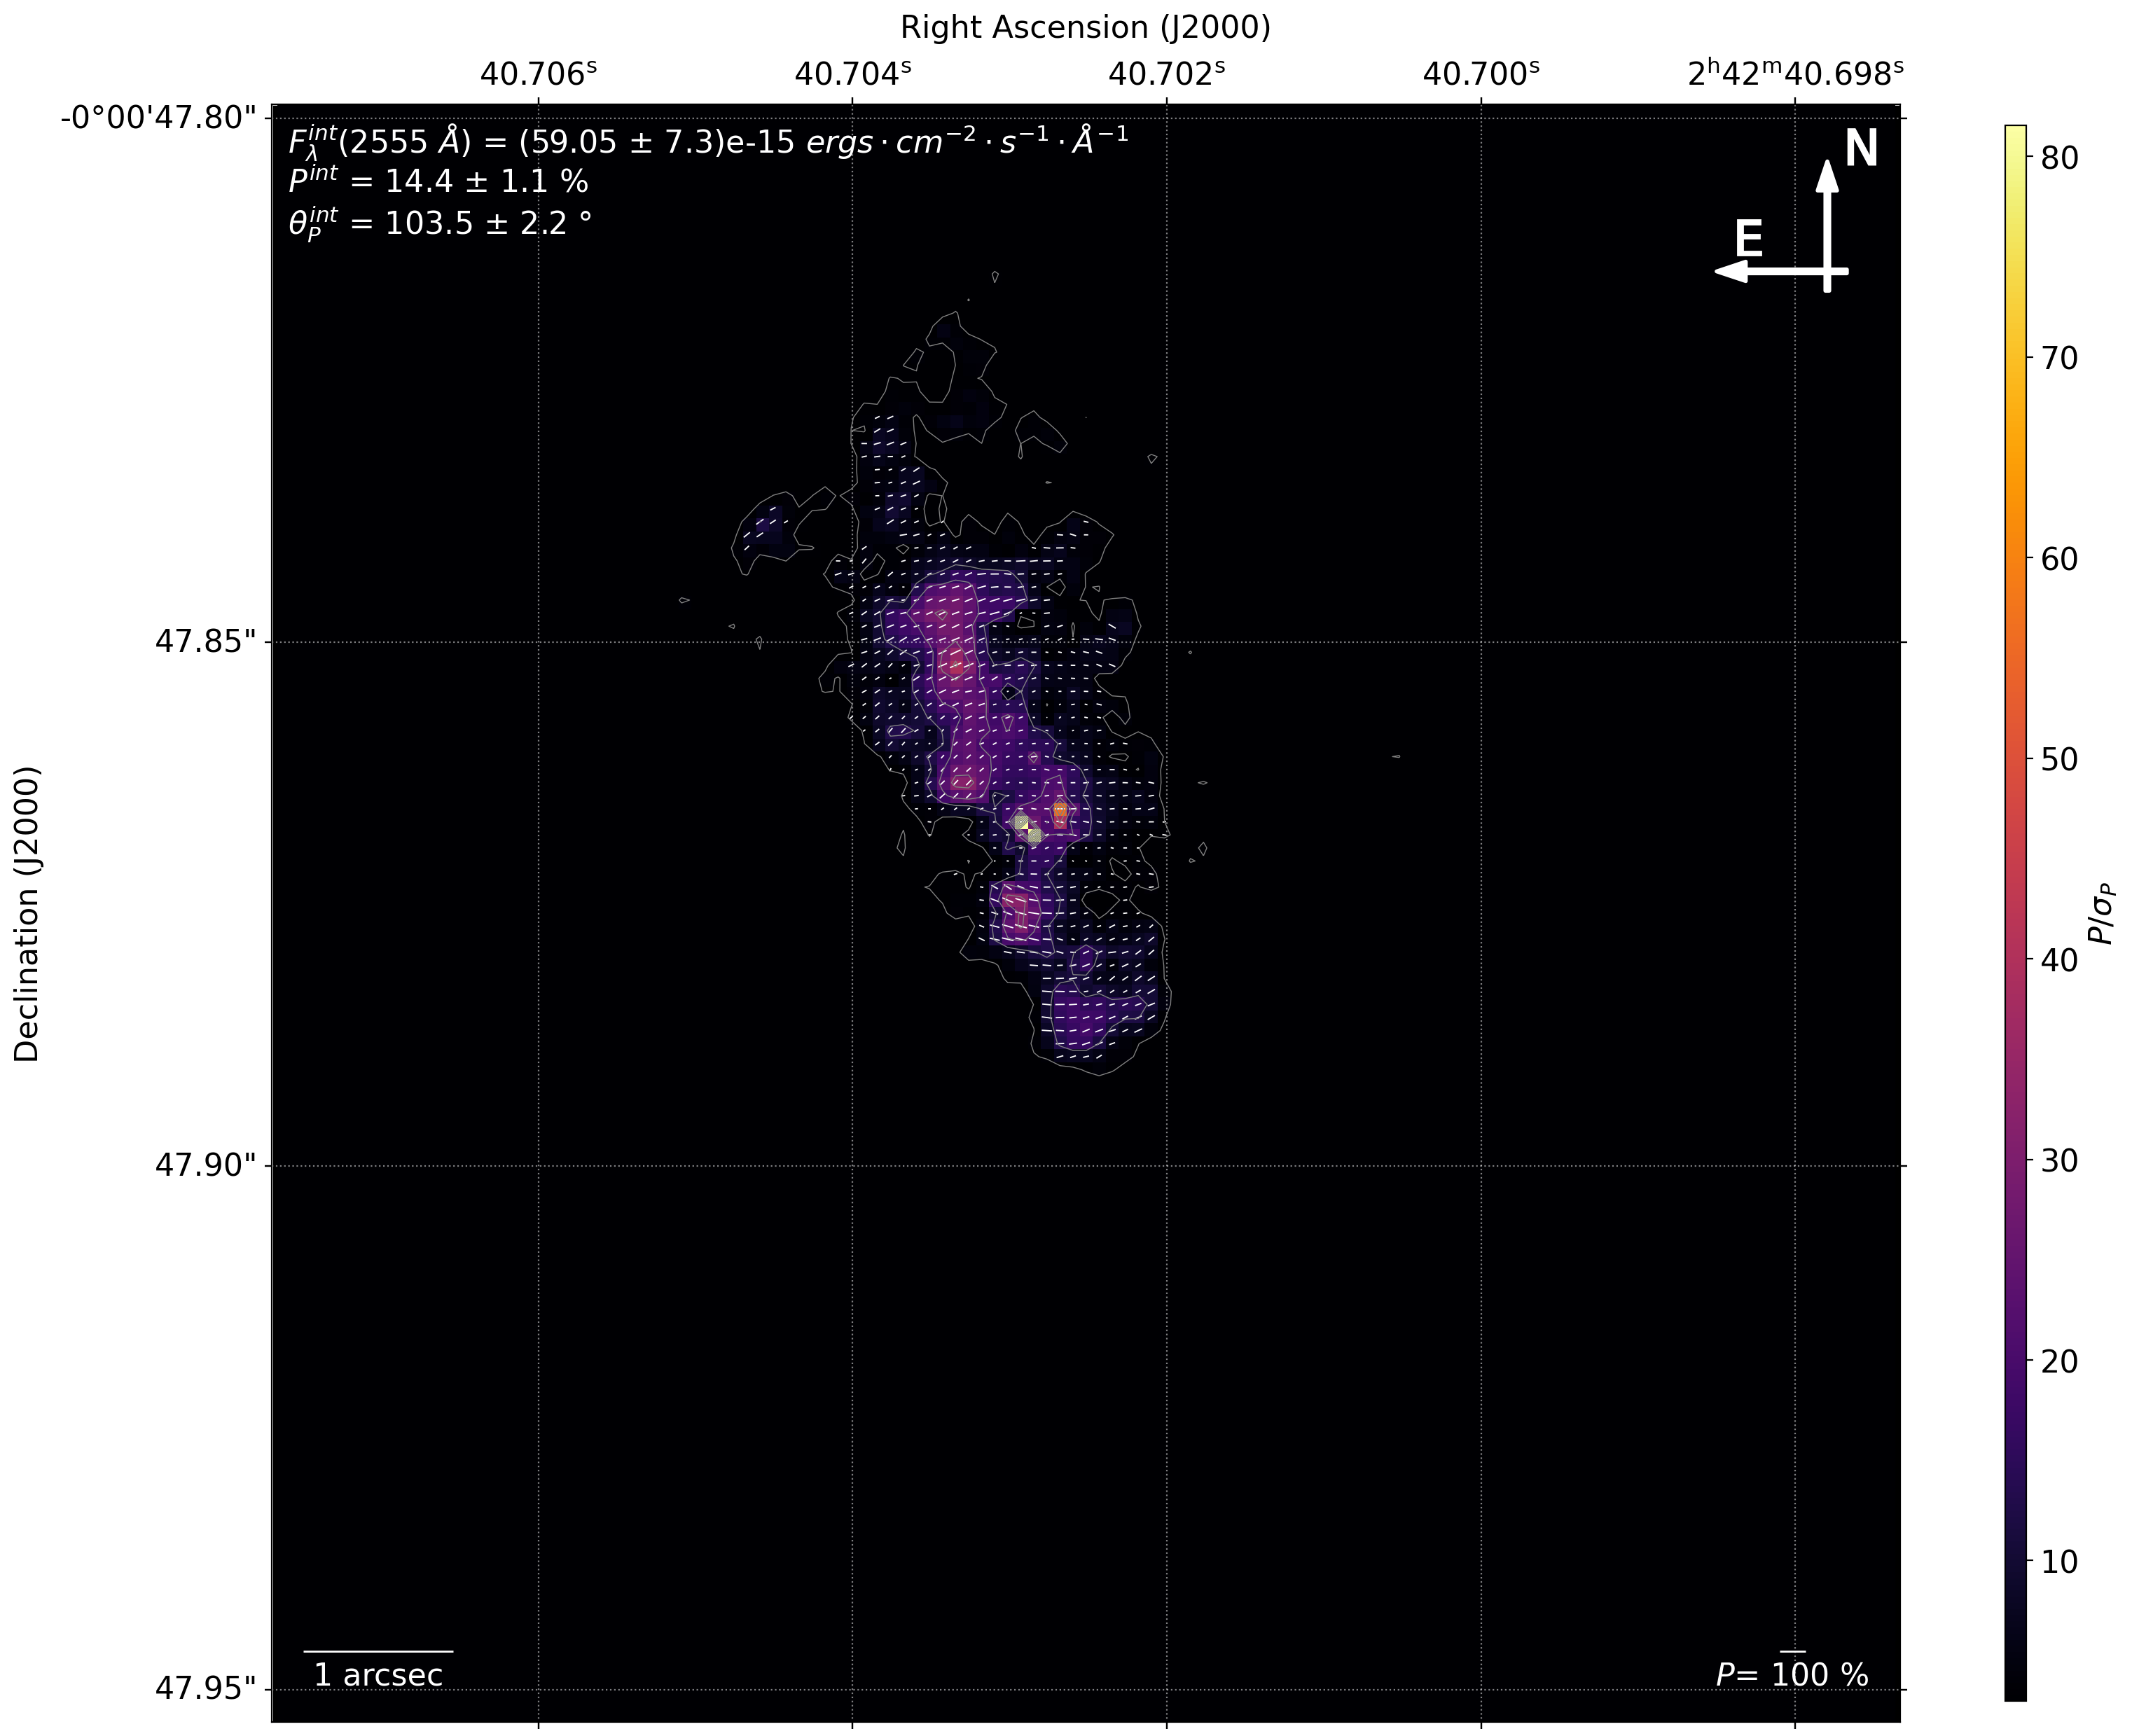 Right Ascension (J2000)
40.706ˢ 40.704ˢ 40.702ˢ 40.700ˢ 2ʰ42ᵐ40.698ˢ
-0°00'47.80"
47.85"
47.90"
47.95"
Declination (J2000)
F_λ^int(2555 Å) = (59.05 ± 7.3)e-15 ergs · cm⁻² · s⁻¹ · Å⁻¹
P^int = 14.4 ± 1.1 %
θ_P^int = 103.5 ± 2.2 °
N
E
1 arcsec
P= 100 %
80
70
60
50
40
30
20
10
P/σ_P